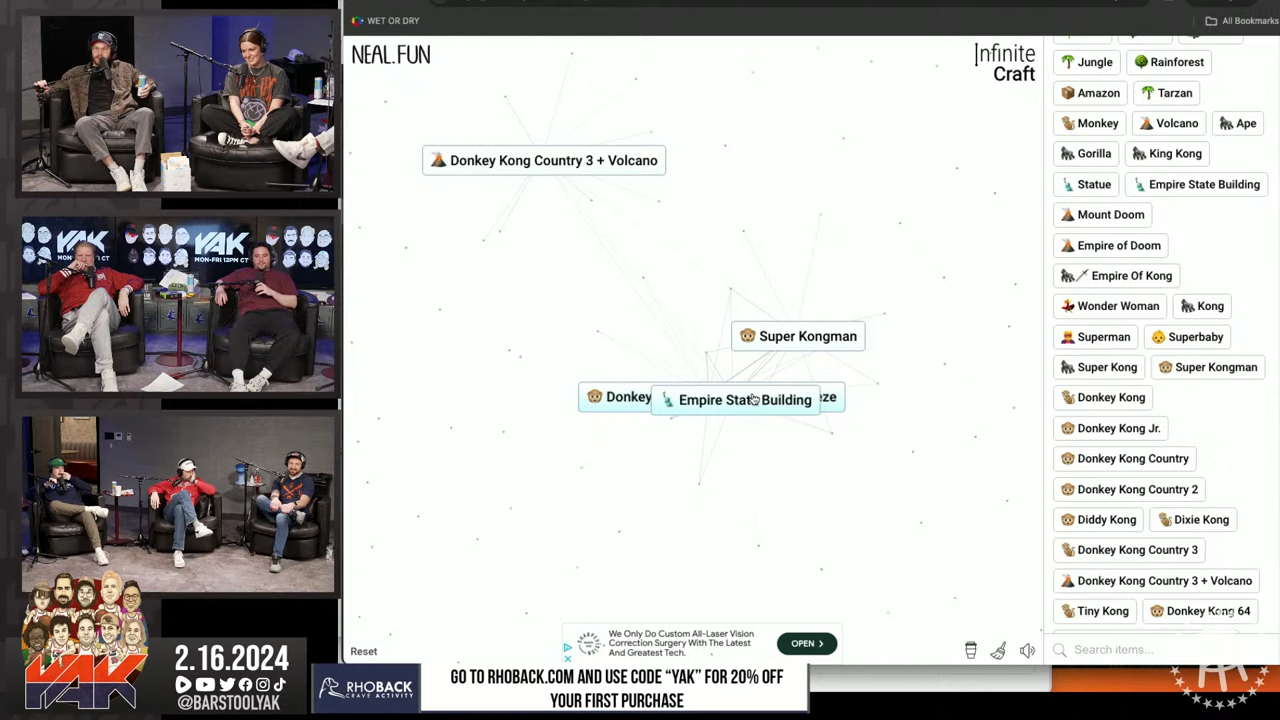 WET OR DRY
All Bookmarks
NEAL.FUN
Infinite
Craft
Donkey Kong Country 3 + Volcano
Super Kongman
Donkey
Empire State Building
eze
Jungle
Rainforest
Amazon
Tarzan
Monkey
Volcano
Ape
Gorilla
King Kong
Statue
Empire State Building
Mount Doom
Empire of Doom
Empire Of Kong
Wonder Woman
Kong
Superman
Superbaby
Super Kong
Super Kongman
Donkey Kong
Donkey Kong Jr.
Donkey Kong Country
Donkey Kong Country 2
Diddy Kong
Dixie Kong
Donkey Kong Country 3
Donkey Kong Country 3 + Volcano
Tiny Kong
Donkey Kong 64
Search items...
Reset
We Only Do Custom All-Laser Vision
Correction Surgery With The Latest
And Greatest Tech.
OPEN >
YAK
YAK
MON-FRI 12PM CT
YAK
2.16.2024
@BARSTOOLYAK
RHOBACK
CRAVE ACTIVITY
GO TO RHOBACK.COM AND USE CODE “YAK” FOR 20% OFF
YOUR FIRST PURCHASE